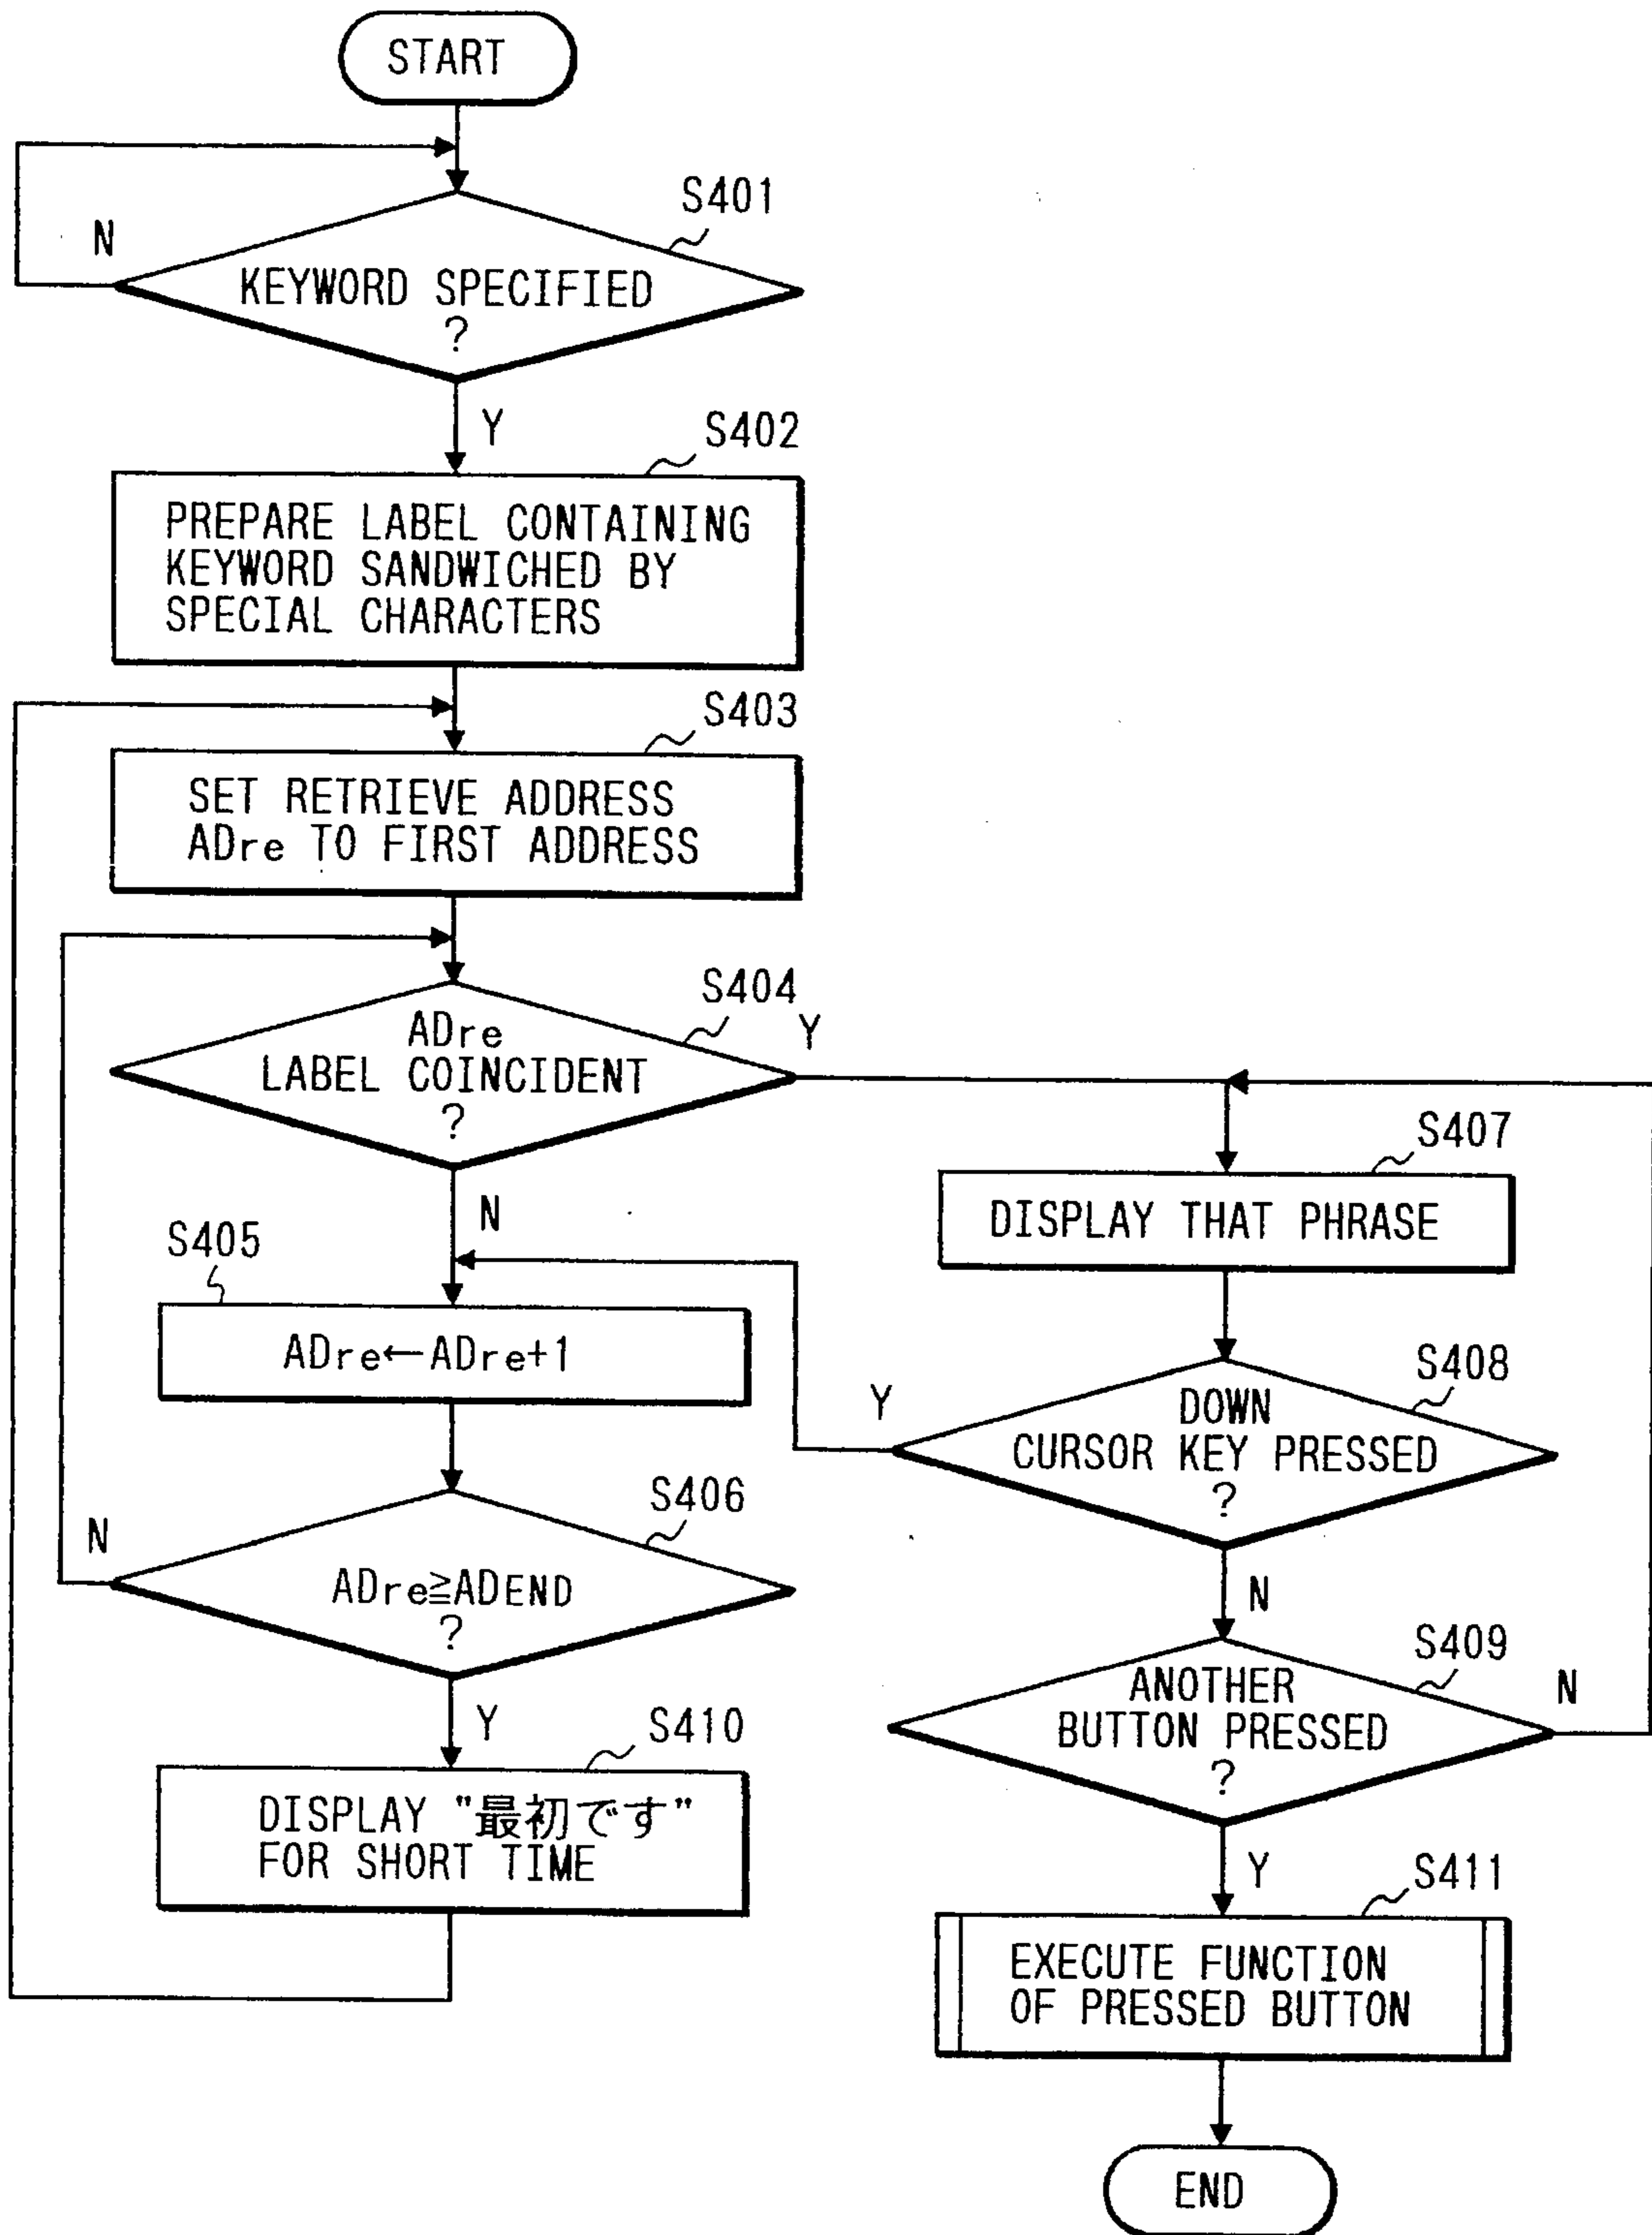 START
S401
N
KEYWORD SPECIFIED
?
Y
S402
PREPARE LABEL CONTAINING
KEYWORD SANDWICHED BY
SPECIAL CHARACTERS
S403
SET RETRIEVE ADDRESS
ADre TO FIRST ADDRESS
S404
ADre
LABEL COINCIDENT
?
Y
N
S405
ADre←ADre+1
S406
N
ADre≧ADEND
?
Y
S410
DISPLAY "最初です"
FOR SHORT TIME
S407
DISPLAY THAT PHRASE
S408
Y
DOWN
CURSOR KEY PRESSED
?
N
S409
ANOTHER
BUTTON PRESSED
?
N
Y
S411
EXECUTE FUNCTION
OF PRESSED BUTTON
END